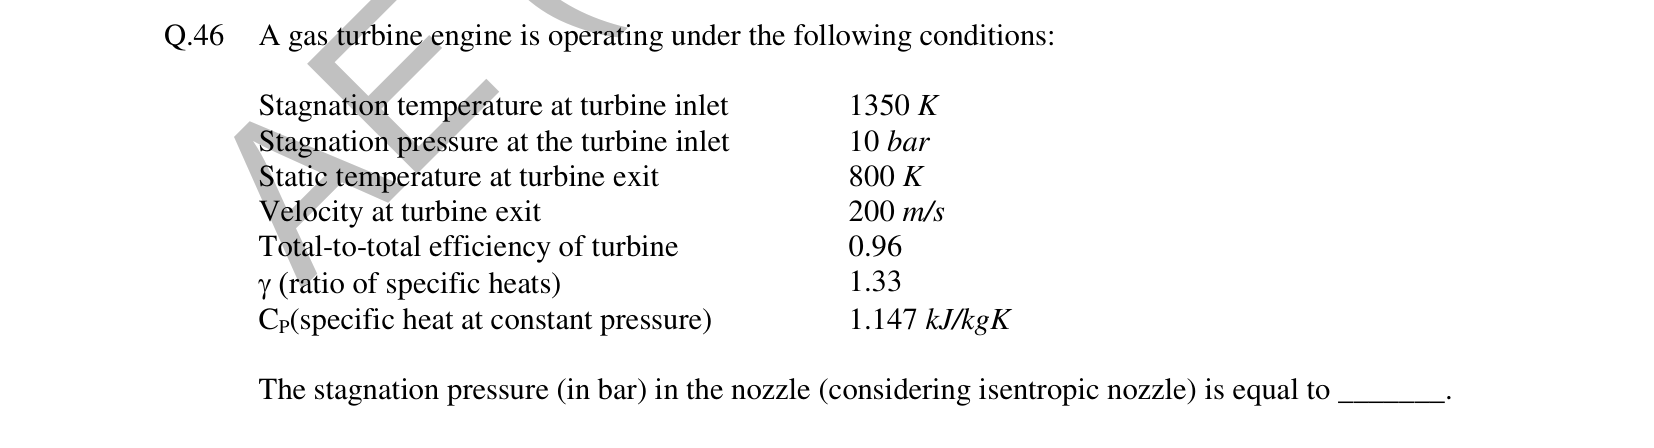 Q.46 A gas turbine engine is operating under the following conditions:
Stagnation temperature at turbine inlet 1350 K
Stagnation pressure at the turbine inlet 10 bar
Static temperature at turbine exit 800 K
Velocity at turbine exit 200 m/s
Total-to-total efficiency of turbine 0.96
γ (ratio of specific heats) 1.33
CP(specific heat at constant pressure) 1.147 kJ/kgK
The stagnation pressure (in bar) in the nozzle (considering isentropic nozzle) is equal to _______.